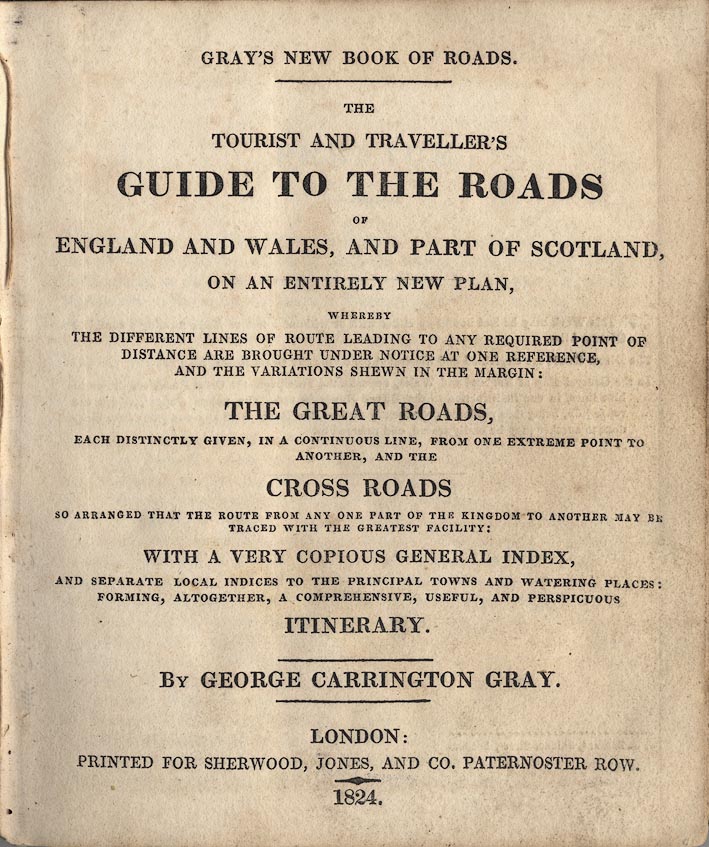 GRAY'S NEW BOOK OF ROADS.
THE
TOURIST AND TRAVELLER'S
GUIDE TO THE ROADS
OF
ENGLAND AND WALES, AND PART OF SCOTLAND,
ON AN ENTIRELY NEW PLAN,
WHEREBY
THE DIFFERENT LINES OF ROUTE LEADING TO ANY REQUIRED POINT OF
DISTANCE ARE BROUGHT UNDER NOTICE AT ONE REFERENCE,
AND THE VARIATIONS SHEWN IN THE MARGIN:
THE GREAT ROADS,
EACH DISTINCTLY GIVEN, IN A CONTINUOUS LINE, FROM ONE EXTREME POINT TO
ANOTHER, AND THE
CROSS ROADS
SO ARRANGED THAT THE ROUTE FROM ANY ONE PART OF THE KINGDOM TO ANOTHER MAY BE
TRACED WITH THE GREATEST FACILITY:
WITH A VERY COPIOUS GENERAL INDEX,
AND SEPARATE LOCAL INDICES TO THE PRINCIPAL TOWNS AND WATERING PLACES:
FORMING, ALTOGETHER, A COMPREHENSIVE, USEFUL, AND PERSPICUOUS
ITINERARY.
BY GEORGE CARRINGTON GRAY.
LONDON:
PRINTED FOR SHERWOOD, JONES, AND CO. PATERNOSTER ROW.
1824.